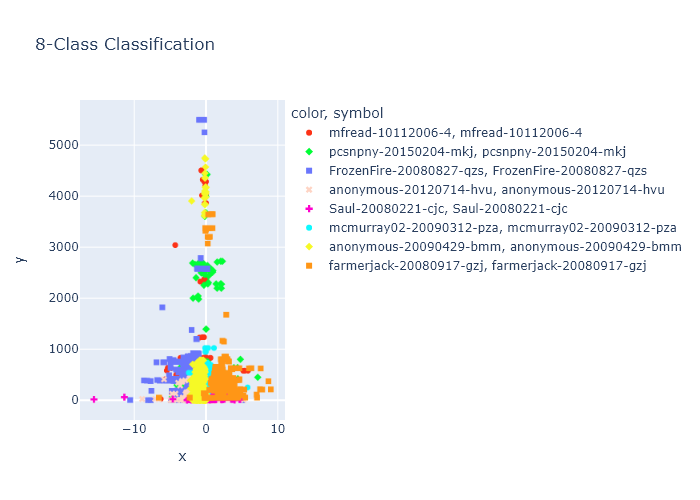 8-Class Classification
color, symbol
mfread-10112006-4, mfread-10112006-4
pcsnpny-20150204-mkj, pcsnpny-20150204-mkj
FrozenFire-20080827-qzs, FrozenFire-20080827-qzs
anonymous-20120714-hvu, anonymous-20120714-hvu
Saul-20080221-cjc, Saul-20080221-cjc
mcmurray02-20090312-pza, mcmurray02-20090312-pza
anonymous-20090429-bmm, anonymous-20090429-bmm
farmerjack-20080917-gzj, farmerjack-20080917-gzj
5000
4000
3000
2000
1000
0
y
−10
0
10
x